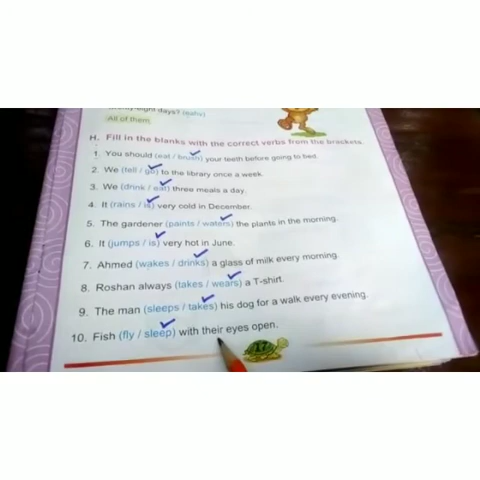 All of them
H. Fill in the blanks with the correct verbs from the brackets.
1. You should (eat / brush) your teeth before going to bed.
2. We (tell / go) to the library once a week.
3. We (drink / eat) three meals a day.
4. It (rains / is) very cold in December.
5. The gardener (paints / waters) the plants in the morning.
6. It (jumps / is) very hot in June.
7. Ahmed (wakes / drinks) a glass of milk every morning.
8. Roshan always (takes / wears) a T-shirt.
9. The man (sleeps / takes) his dog for a walk every evening.
10. Fish (fly / sleep) with their eyes open.
17